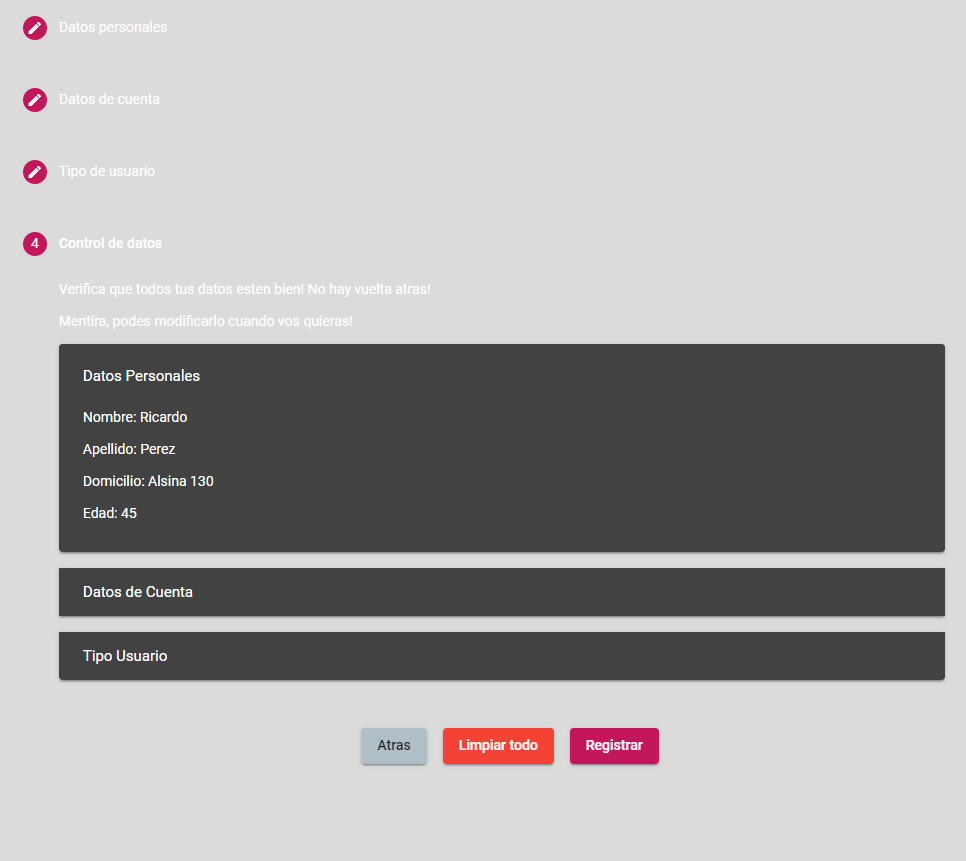 Datos personales
Datos de cuenta
Tipo de usuario
4 Control de datos
Verifica que todos tus datos esten bien! No hay vuelta atras!
Mentira, podes modificarlo cuando vos quieras!
Datos Personales
Nombre: Ricardo
Apellido: Perez
Domicilio: Alsina 130
Edad: 45
Datos de Cuenta
Tipo Usuario
Atras Limpiar todo Registrar